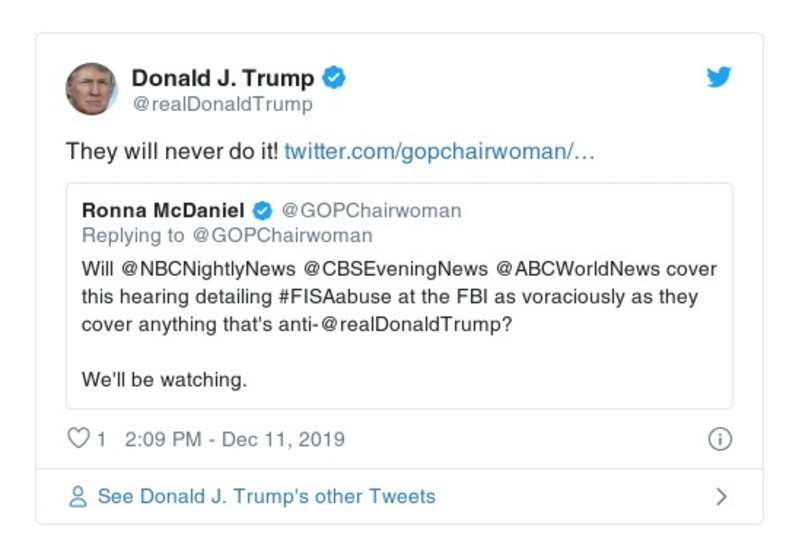 Donald J. Trump
@realDonaldTrump
They will never do it! twitter.com/gopchairwoman/…
Ronna McDaniel @GOPChairwoman
Replying to @GOPChairwoman
Will @NBCNightlyNews @CBSEveningNews @ABCWorldNews cover
this hearing detailing #FISAabuse at the FBI as voraciously as they
cover anything that's anti-@realDonaldTrump?
We'll be watching.
1 2:09 PM - Dec 11, 2019
See Donald J. Trump's other Tweets